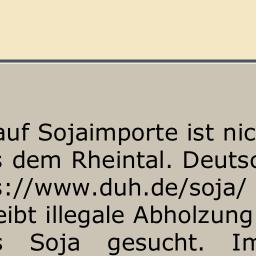 auf Sojaimporte ist nic
s dem Rheintal. Deutsc
s://www.duh.de/soja/
eibt illegale Abholzung
s Soja gesucht. Im